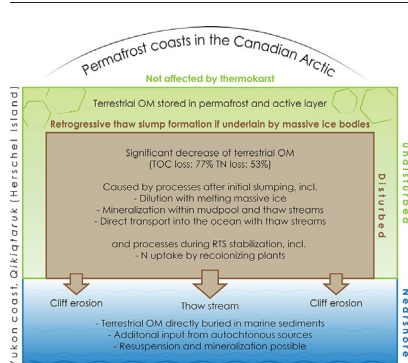 Permafrost coasts in the Canadian Arctic
Not affected by thermokarst
Terrestrial OM stored in permafrost and active layer
Retrogressive thaw slump formation if underlain by massive ice bodies
Significant decrease of terrestrial OM
(TOC loss: 77% TN loss: 53%)
Caused by processes after initial slumping, incl.
- Dilution with melting massive ice
- Mineralization within mudpool and thaw streams
- Direct transport into the ocean with thaw streams
and processes during RTS stabilization, incl.
- N uptake by recolonizing plants
Disturbed
Undisturbed
Yukon coast, Qikiqtaruk (Herschel Island)
Cliff erosion
Thaw stream
Cliff erosion
- Terrestrial OM directly buried in marine sediments
- Additonal input from autochtonous sources
- Resuspension and mineralization possible
Nearshore